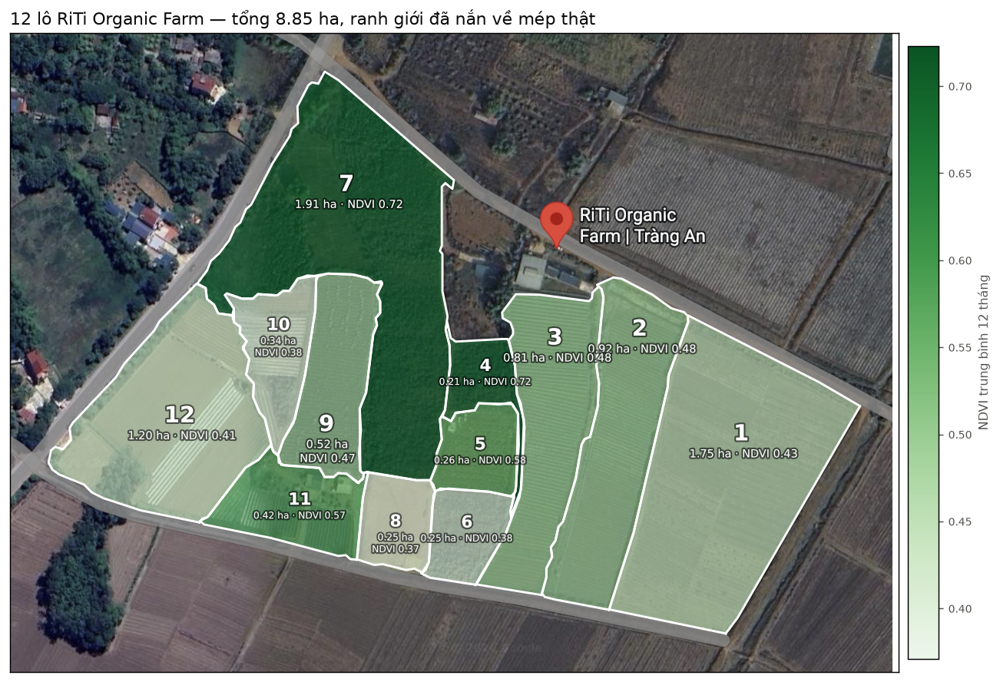 12 lô RiTi Organic Farm — tổng 8.85 ha, ranh giới đã nắn về mép thật
7
1.91 ha · NDVI 0.72
RiTi Organic
Farm | Tràng An
10
0.34 ha
NDVI 0.38
3
0.81 ha · NDVI 0.48
2
0.92 ha · NDVI 0.48
4
0.21 ha · NDVI 0.72
12
1.20 ha · NDVI 0.41
9
0.52 ha
NDVI 0.47
5
0.26 ha · NDVI 0.58
1
1.75 ha · NDVI 0.43
11
0.42 ha · NDVI 0.57
8
0.25 ha
NDVI 0.37
6
0.25 ha · NDVI 0.38
0.70
0.65
0.60
0.55
0.50
0.45
0.40
NDVI trung bình 12 tháng